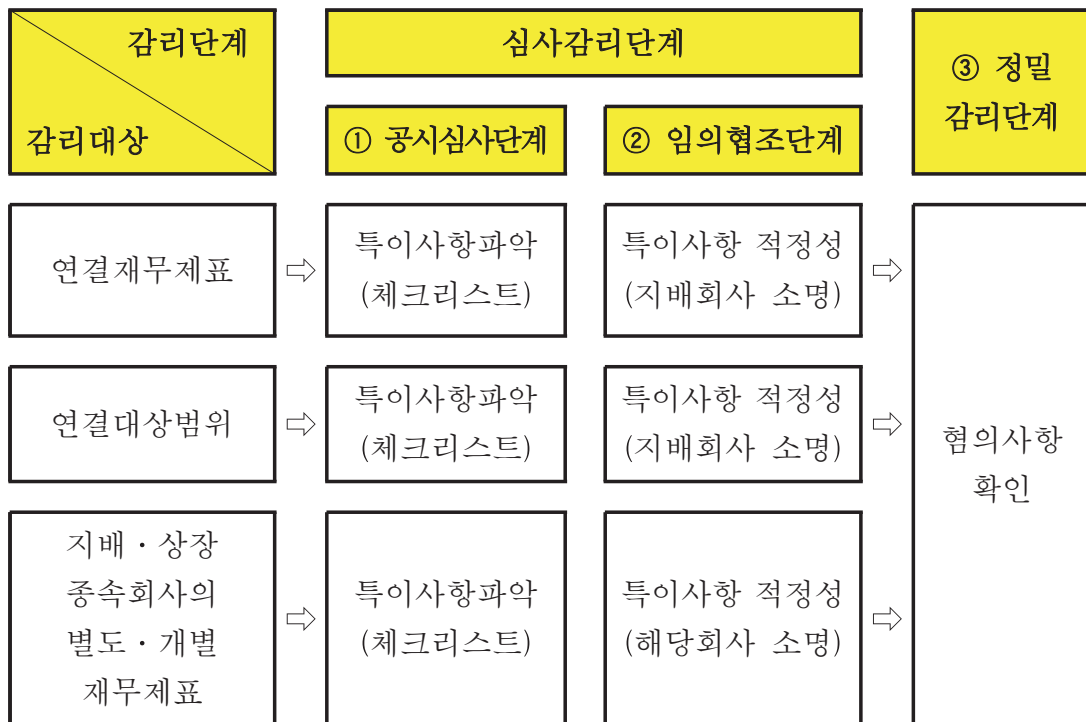 감리단계
감리대상
심사감리단계
① 공시심사단계
② 임의협조단계
③ 정밀
감리단계
연결재무제표
⇨
특이사항파악
(체크리스트)
특이사항 적정성
(지배회사 소명)
⇨
연결대상범위
⇨
특이사항파악
(체크리스트)
특이사항 적정성
(지배회사 소명)
⇨
지배・상장
종속회사의
별도・개별
재무제표
⇨
특이사항파악
(체크리스트)
특이사항 적정성
(해당회사 소명)
⇨
혐의사항
확인